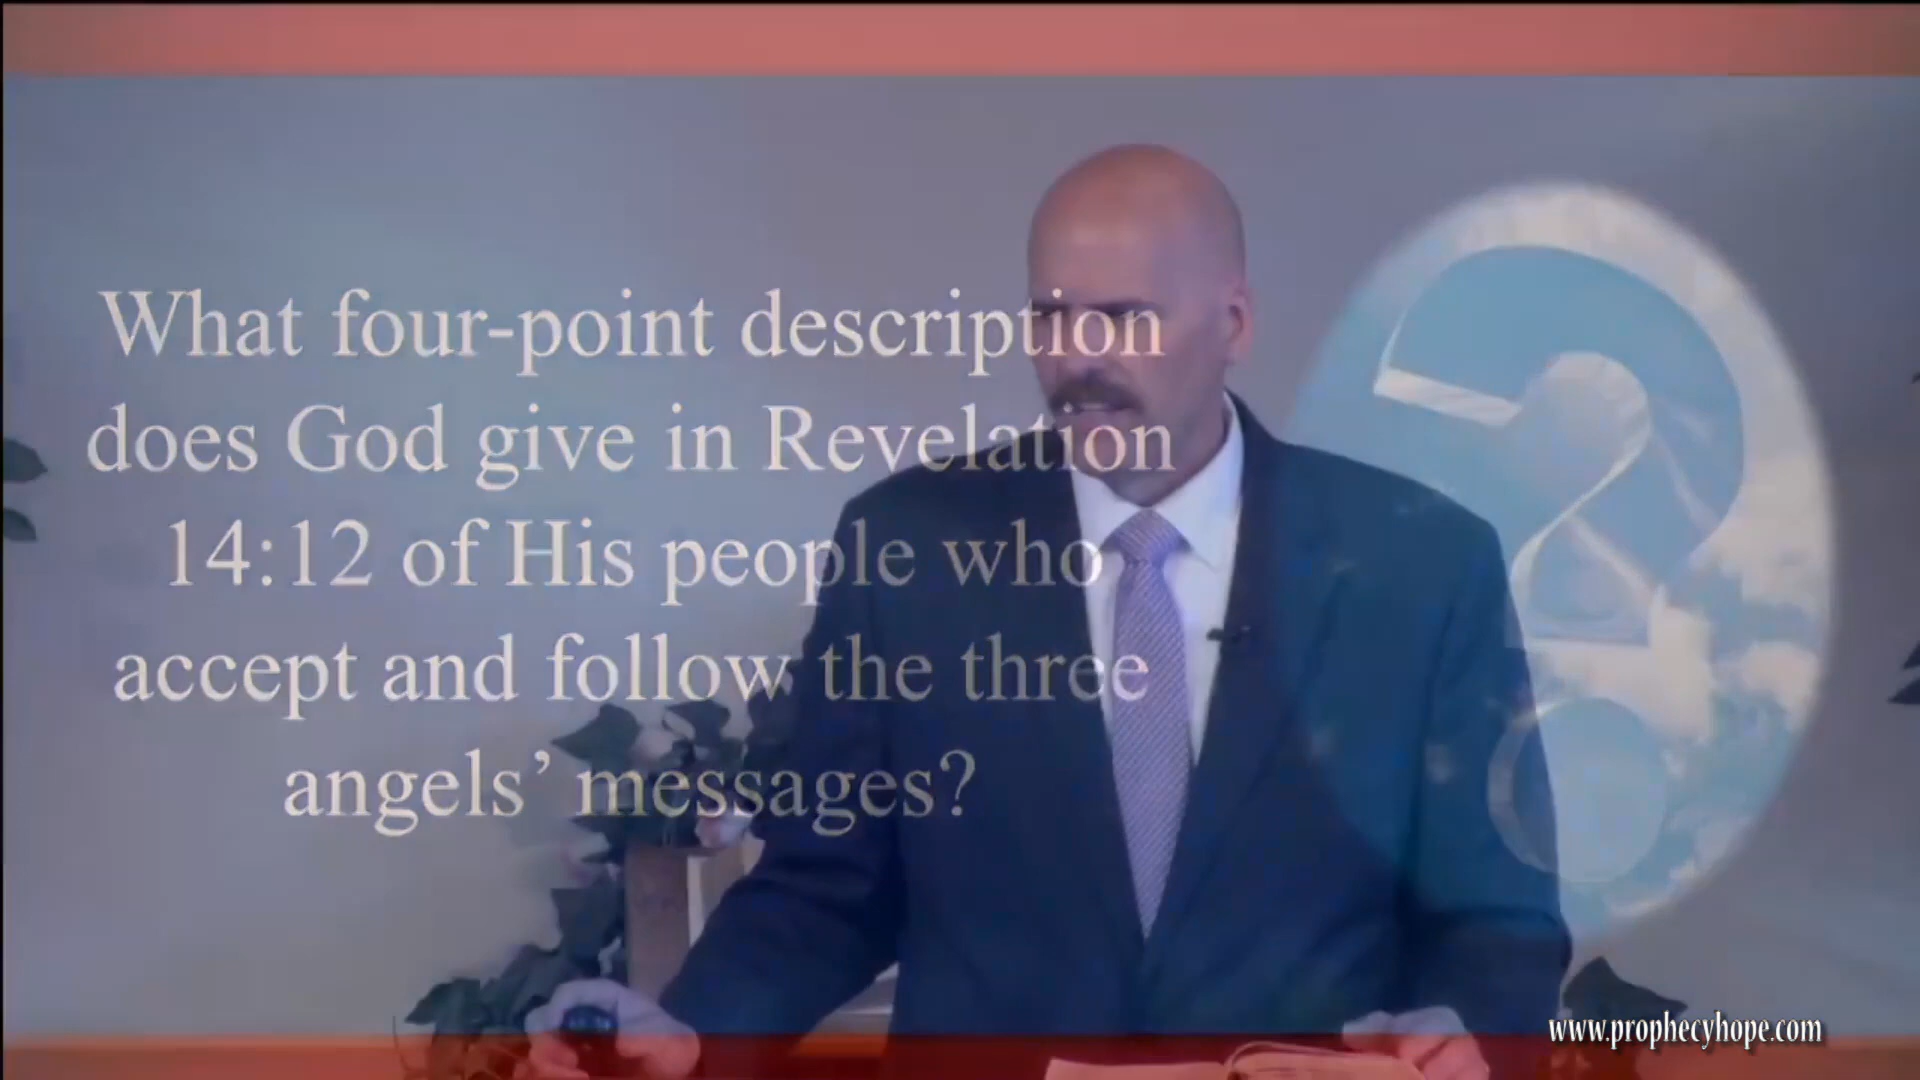 What four-point description
does God give in Revelation
14:12 of His people who
accept and follow the three
angels’ messages?
www.prophecyhope.com